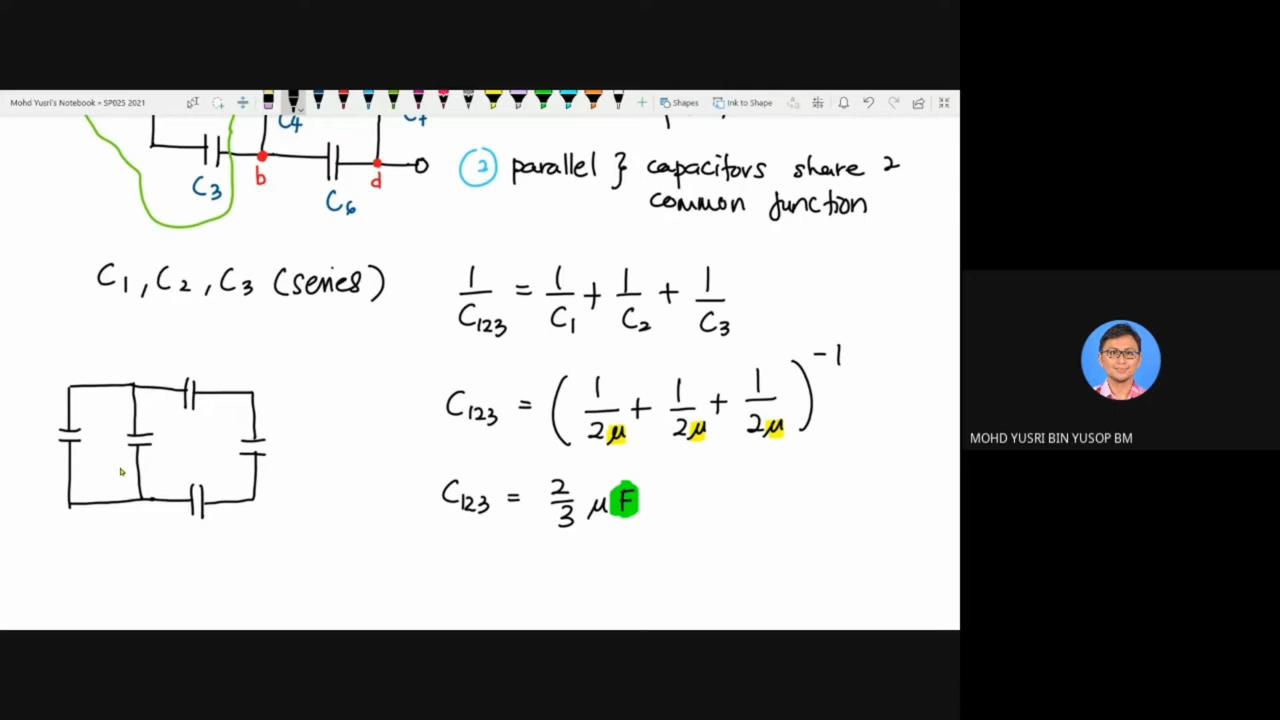 Mohd Yusri's Notebook » SP025 2021
Shapes
Ink to Shape
C4
C3
b
C6
d
2 parallel } capacitors share 2
common junction
C1, C2, C3 (series)
1/C123 = 1/C1 + 1/C2 + 1/C3
C123 = (1/2μ + 1/2μ + 1/2μ)^-1
C123 = 2/3 μF
MOHD YUSRI BIN YUSOP BM